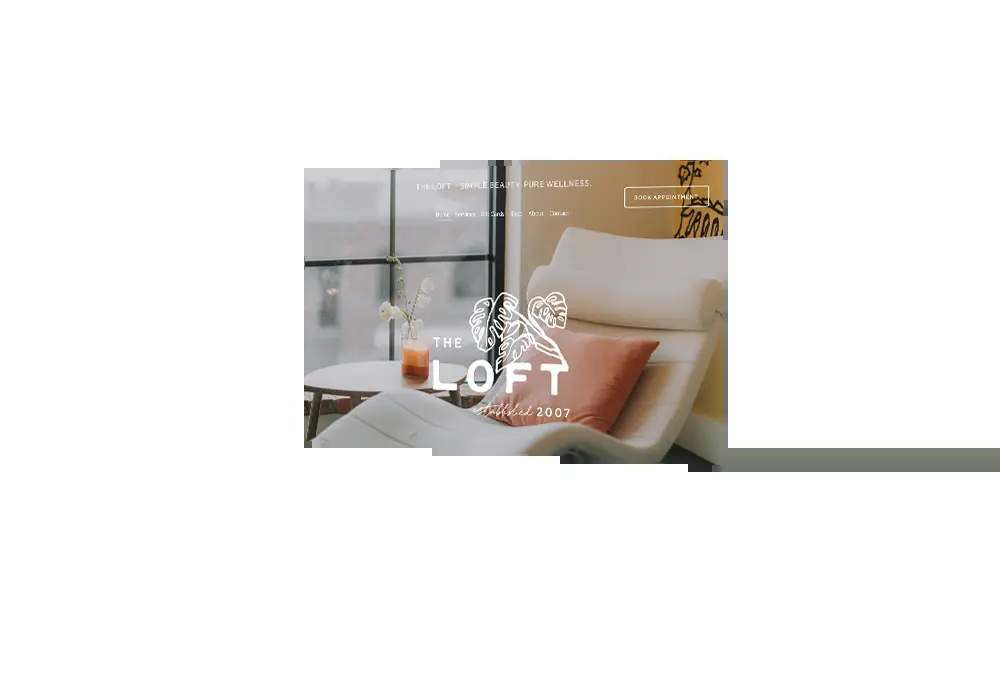 THE LOFT - SIMPLE BEAUTY. PURE WELLNESS.
BOOK APPOINTMENT
Home Services Gift Cards Shop About Contact
THE
LOFT
established 2007